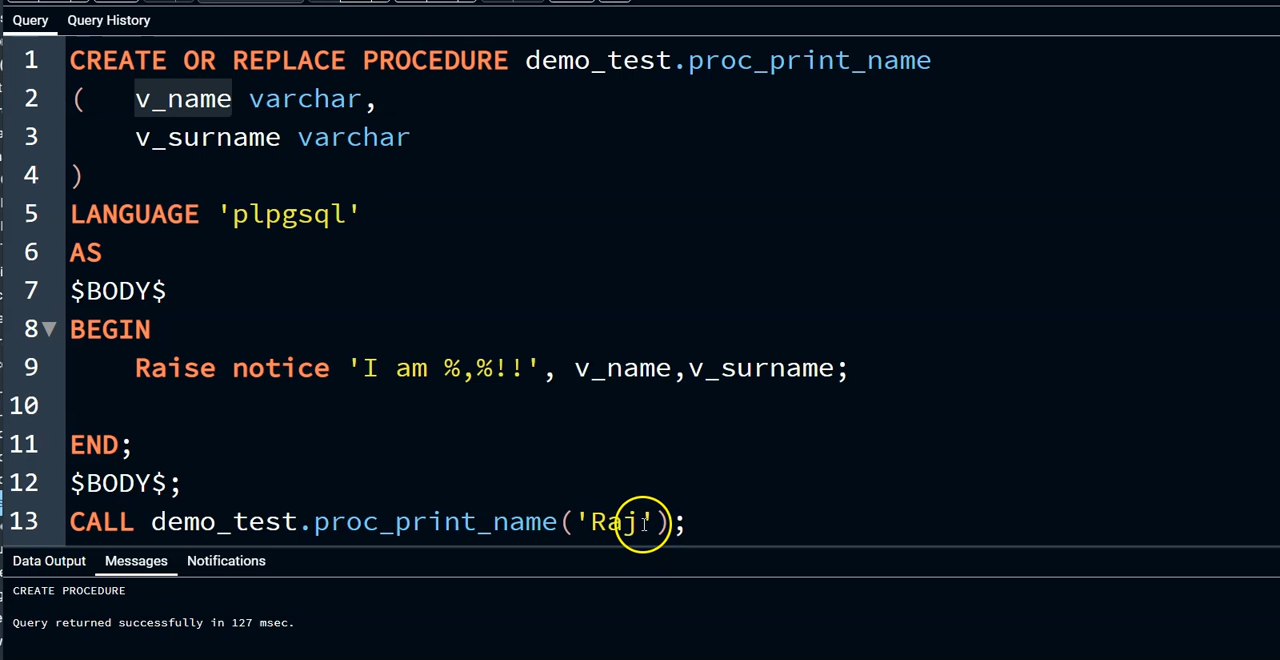 Query Query History
1 CREATE OR REPLACE PROCEDURE demo_test.proc_print_name
2 ( v_name varchar,
3 v_surname varchar
4 )
5 LANGUAGE 'plpgsql'
6 AS
7 $BODY$
8 BEGIN
9 Raise notice 'I am %,%!!', v_name,v_surname;
10
11 END;
12 $BODY$;
13 CALL demo_test.proc_print_name('Raj');
Data Output Messages Notifications
CREATE PROCEDURE
Query returned successfully in 127 msec.